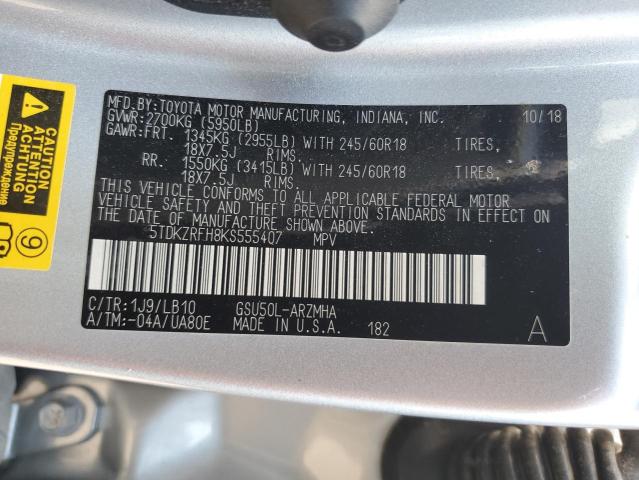 MFD.BY:TOYOTA MOTOR MANUFACTURING, INDIANA, INC. 10/18
GVWR:2700KG (5950LB)
GAWR:FRT. 1345KG (2955LB) WITH 245/60R18 TIRES,
18X7.5J RIMS.
RR. 1550KG (3415LB) WITH 245/60R18 TIRES,
18X7.5J RIMS.
THIS VEHICLE CONFORMS TO ALL APPLICABLE FEDERAL MOTOR
VEHICLE SAFETY AND THEFT PREVENTION STANDARDS IN EFFECT ON
THE DATE OF MANUFACTURE SHOWN ABOVE.
5TDKZRFH8KS555407 MPV
C/TR:1J9/LB10 GSU50L-ARZMHA
A/TM:-04A/UA80E MADE IN U.S.A. 182 A
ATTENTION
ACHTUNG
Предупреждение
9